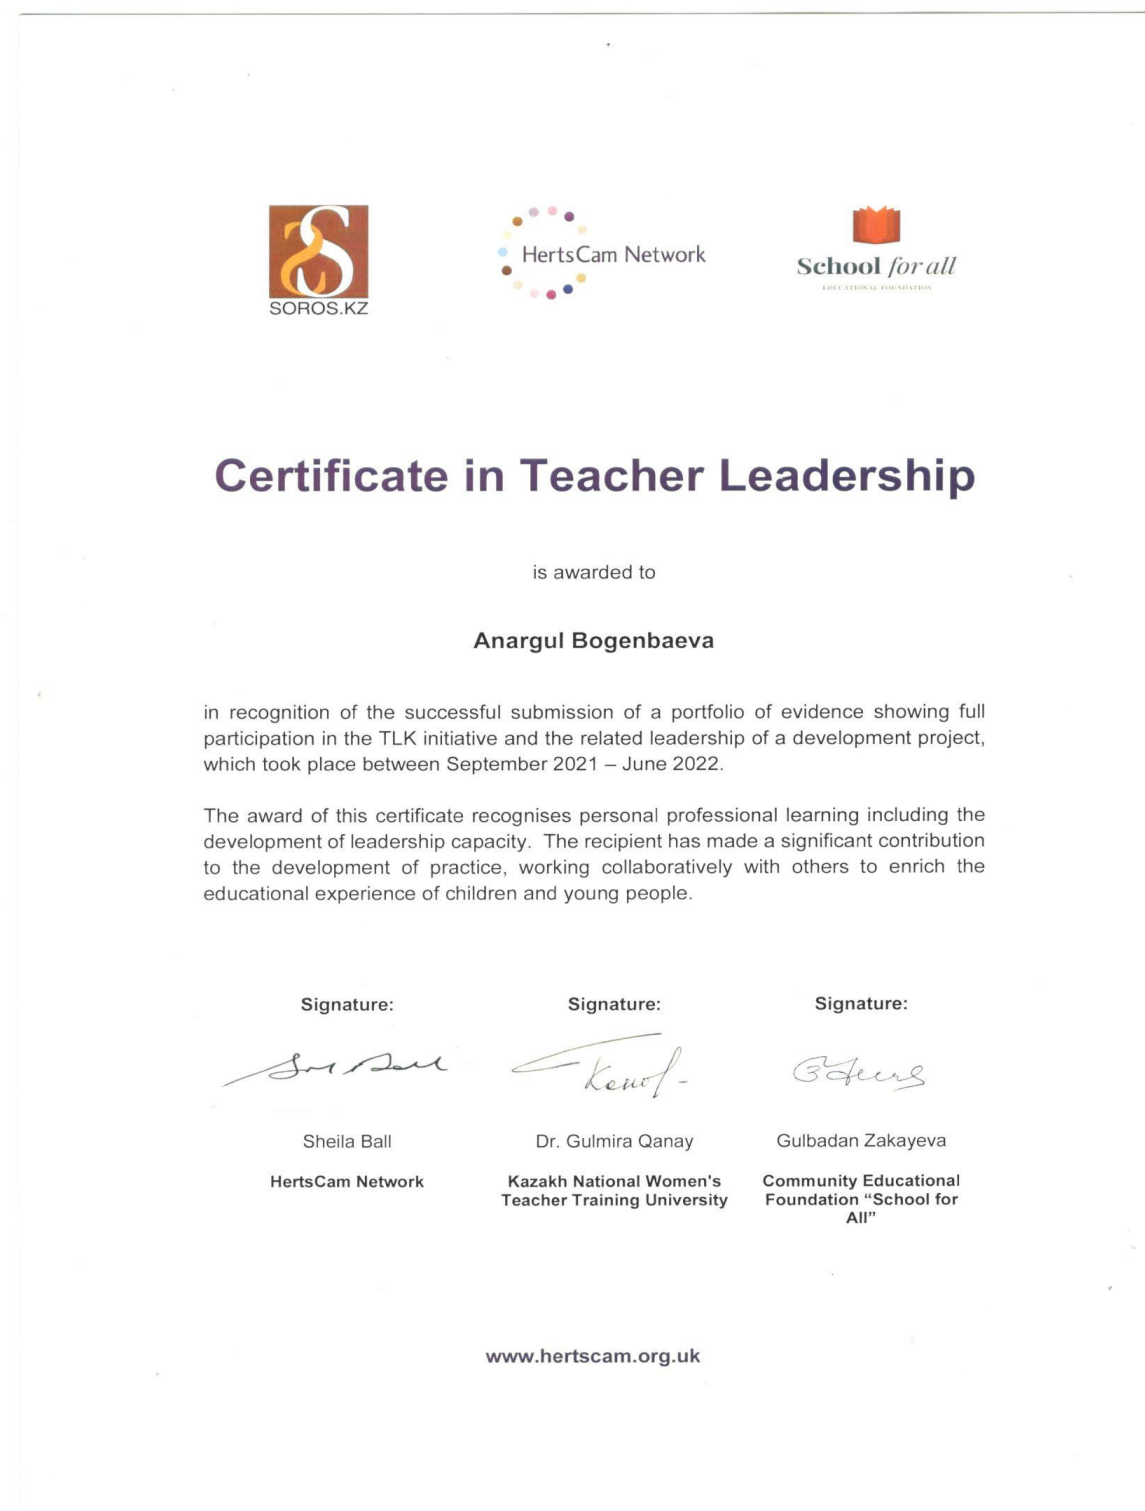 SOROS.KZ
HertsCam Network
School for all
EDUCATIONAL FOUNDATION
Certificate in Teacher Leadership
is awarded to
Anargul Bogenbaeva
in recognition of the successful submission of a portfolio of evidence showing full
participation in the TLK initiative and the related leadership of a development project,
which took place between September 2021 – June 2022.
The award of this certificate recognises personal professional learning including the
development of leadership capacity.  The recipient has made a significant contribution
to the development of practice, working collaboratively with others to enrich the
educational experience of children and young people.
Signature:
Signature:
Signature:
Sheila Ball
Dr. Gulmira Qanay
Gulbadan Zakayeva
HertsCam Network
Kazakh National Women's
Teacher Training University
Community Educational
Foundation “School for
All”
www.hertscam.org.uk